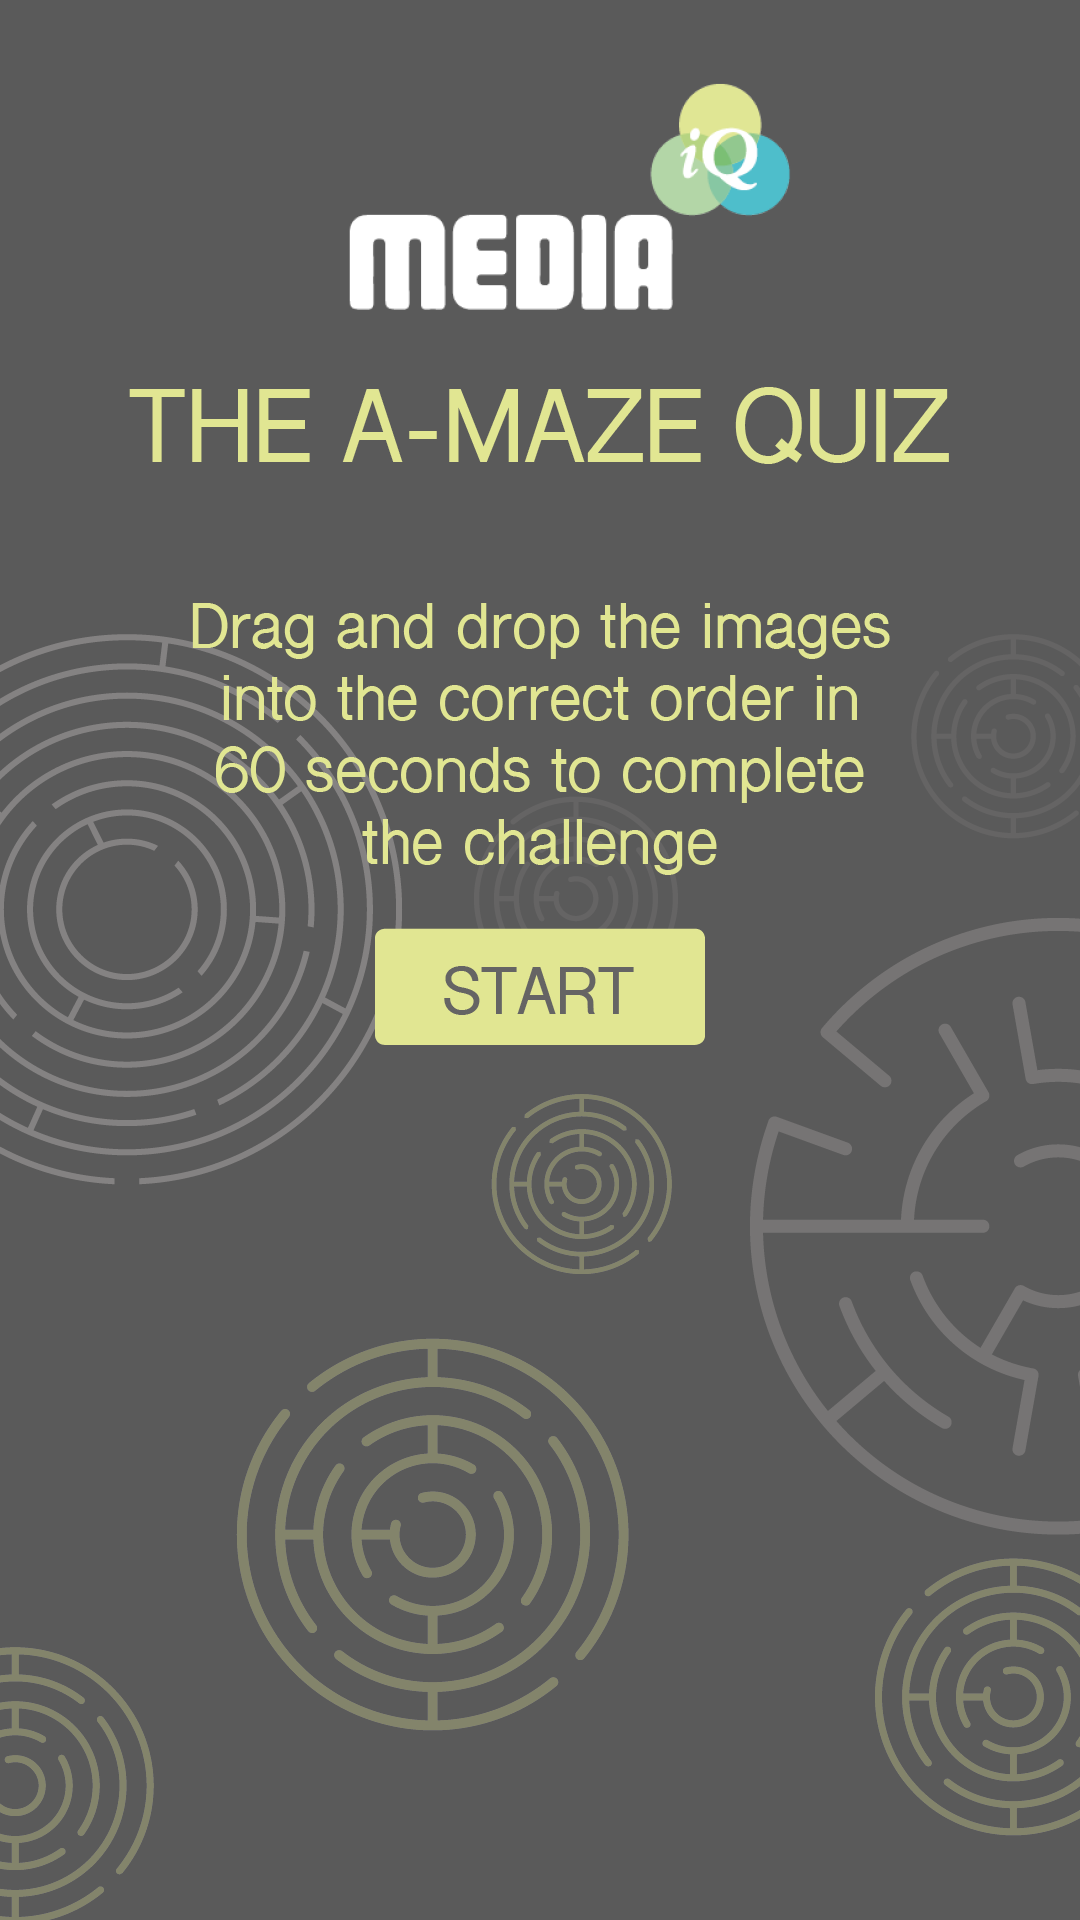 iQ
MEDIA
THE A-MAZE QUIZ
Drag and drop the images
into the correct order in
60 seconds to complete
the challenge
START